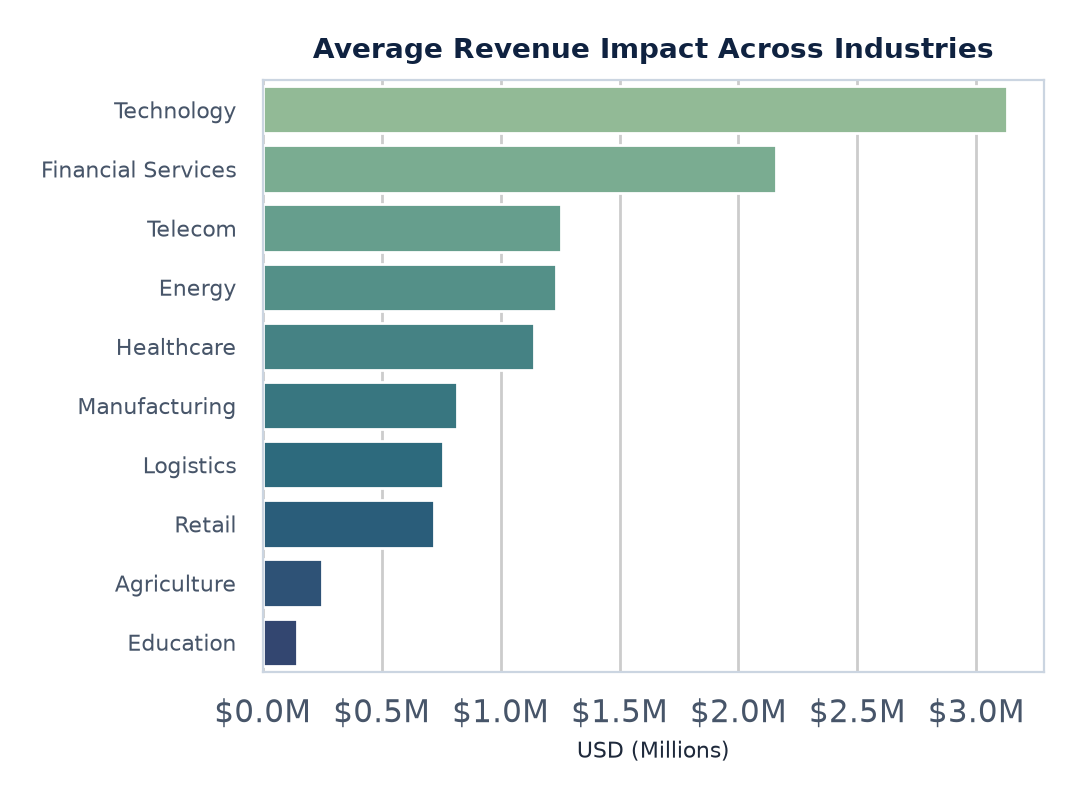 Average Revenue Impact Across Industries
Technology
Financial Services
Telecom
Energy
Healthcare
Manufacturing
Logistics
Retail
Agriculture
Education
$0.0M $0.5M $1.0M $1.5M $2.0M $2.5M $3.0M
USD (Millions)